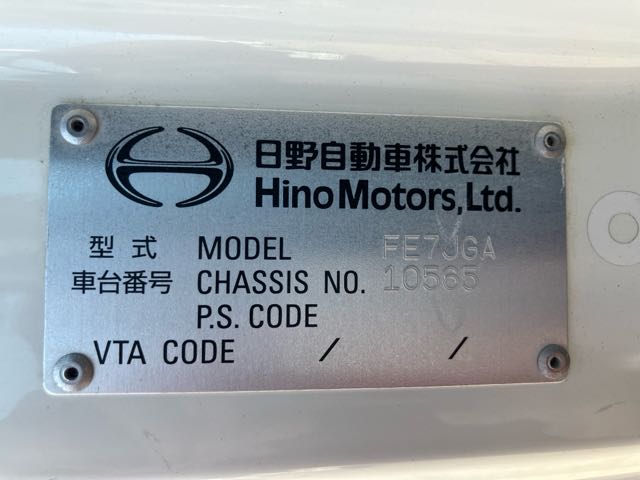 日野自動車株式会社
Hino Motors, Ltd.
型式 MODEL FE7JGA
車台番号 CHASSIS NO. 10565
P.S. CODE
VTA CODE / /